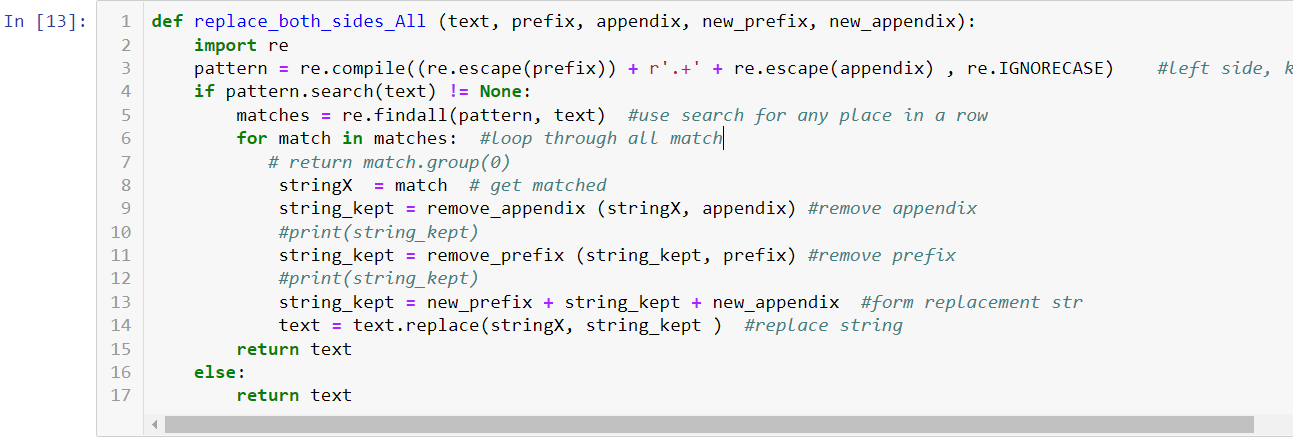 In [13]:
1 def replace_both_sides_All (text, prefix, appendix, new_prefix, new_appendix):
2     import re
3     pattern = re.compile((re.escape(prefix)) + r'.+' + re.escape(appendix) , re.IGNORECASE)    #left side, k
4     if pattern.search(text) != None:
5         matches = re.findall(pattern, text)  #use search for any place in a row
6         for match in matches:  #loop through all match
7            # return match.group(0)
8             stringX  = match  # get matched
9             string_kept = remove_appendix (stringX, appendix) #remove appendix
10             #print(string_kept)
11             string_kept = remove_prefix (string_kept, prefix) #remove prefix
12             #print(string_kept)
13             string_kept = new_prefix + string_kept + new_appendix  #form replacement str
14             text = text.replace(stringX, string_kept )  #replace string
15         return text
16     else:
17         return text